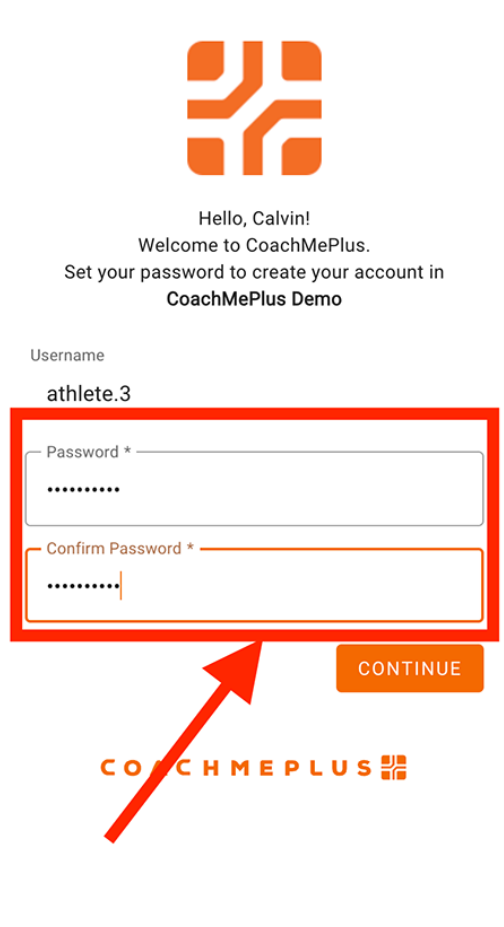 Hello, Calvin!
Welcome to CoachMePlus.
Set your password to create your account in
CoachMePlus Demo
Username
athlete.3
Password *
••••••••••
Confirm Password *
••••••••••
CONTINUE
COACHMEPLUS